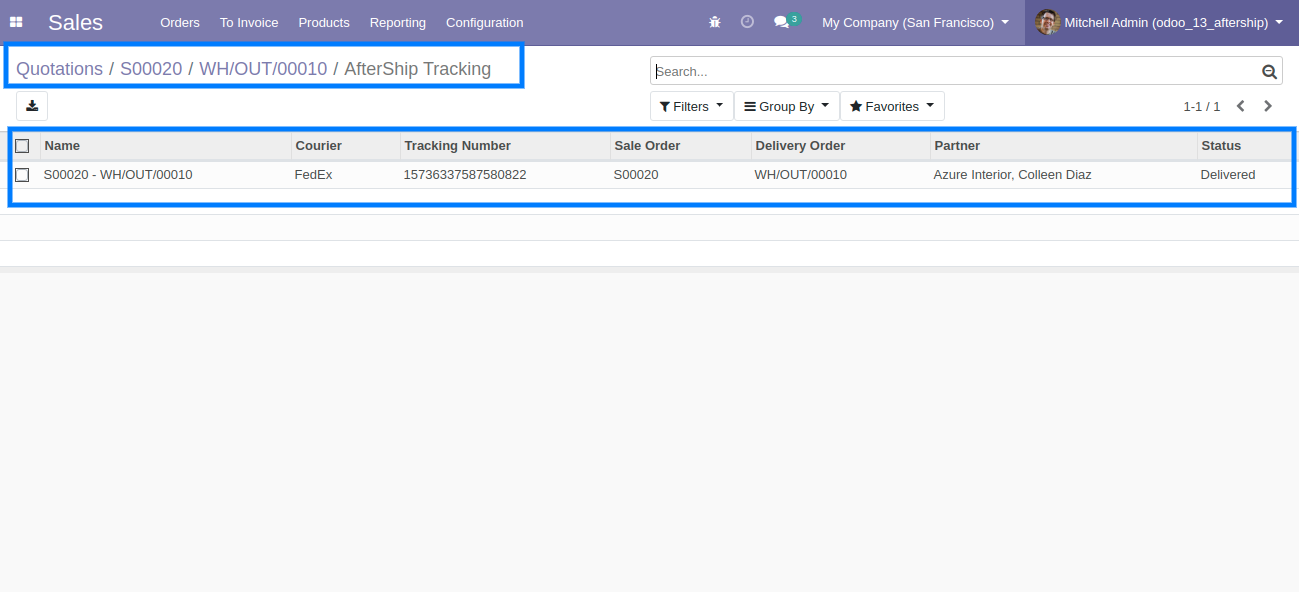 Sales Orders To Invoice Products Reporting Configuration 3 My Company (San Francisco) Mitchell Admin (odoo_13_aftership)
Quotations / S00020 / WH/OUT/00010 / AfterShip Tracking
Search...
Filters Group By Favorites 1-1 / 1
Name Courier Tracking Number Sale Order Delivery Order Partner Status
S00020 - WH/OUT/00010 FedEx 15736337587580822 S00020 WH/OUT/00010 Azure Interior, Colleen Diaz Delivered